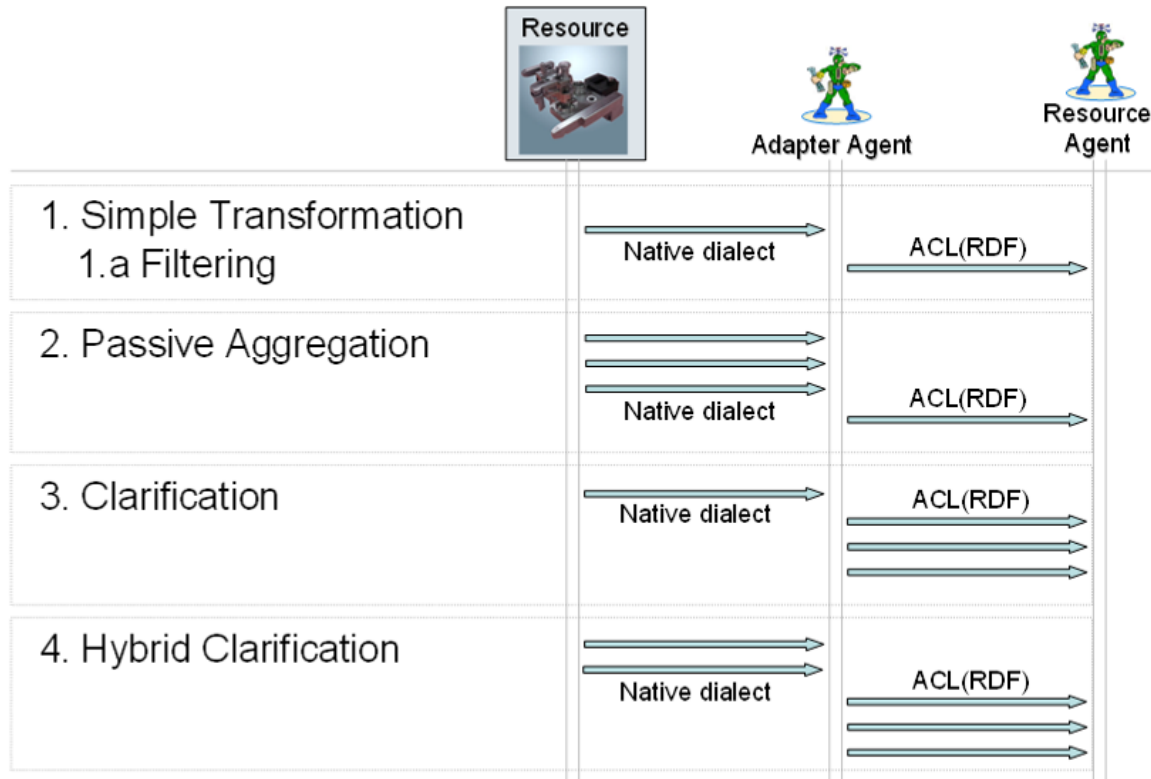 Resource
Adapter Agent
Resource
Agent
1. Simple Transformation
1.a Filtering
Native dialect
ACL(RDF)
2. Passive Aggregation
Native dialect
ACL(RDF)
3. Clarification
Native dialect
ACL(RDF)
4. Hybrid Clarification
Native dialect
ACL(RDF)